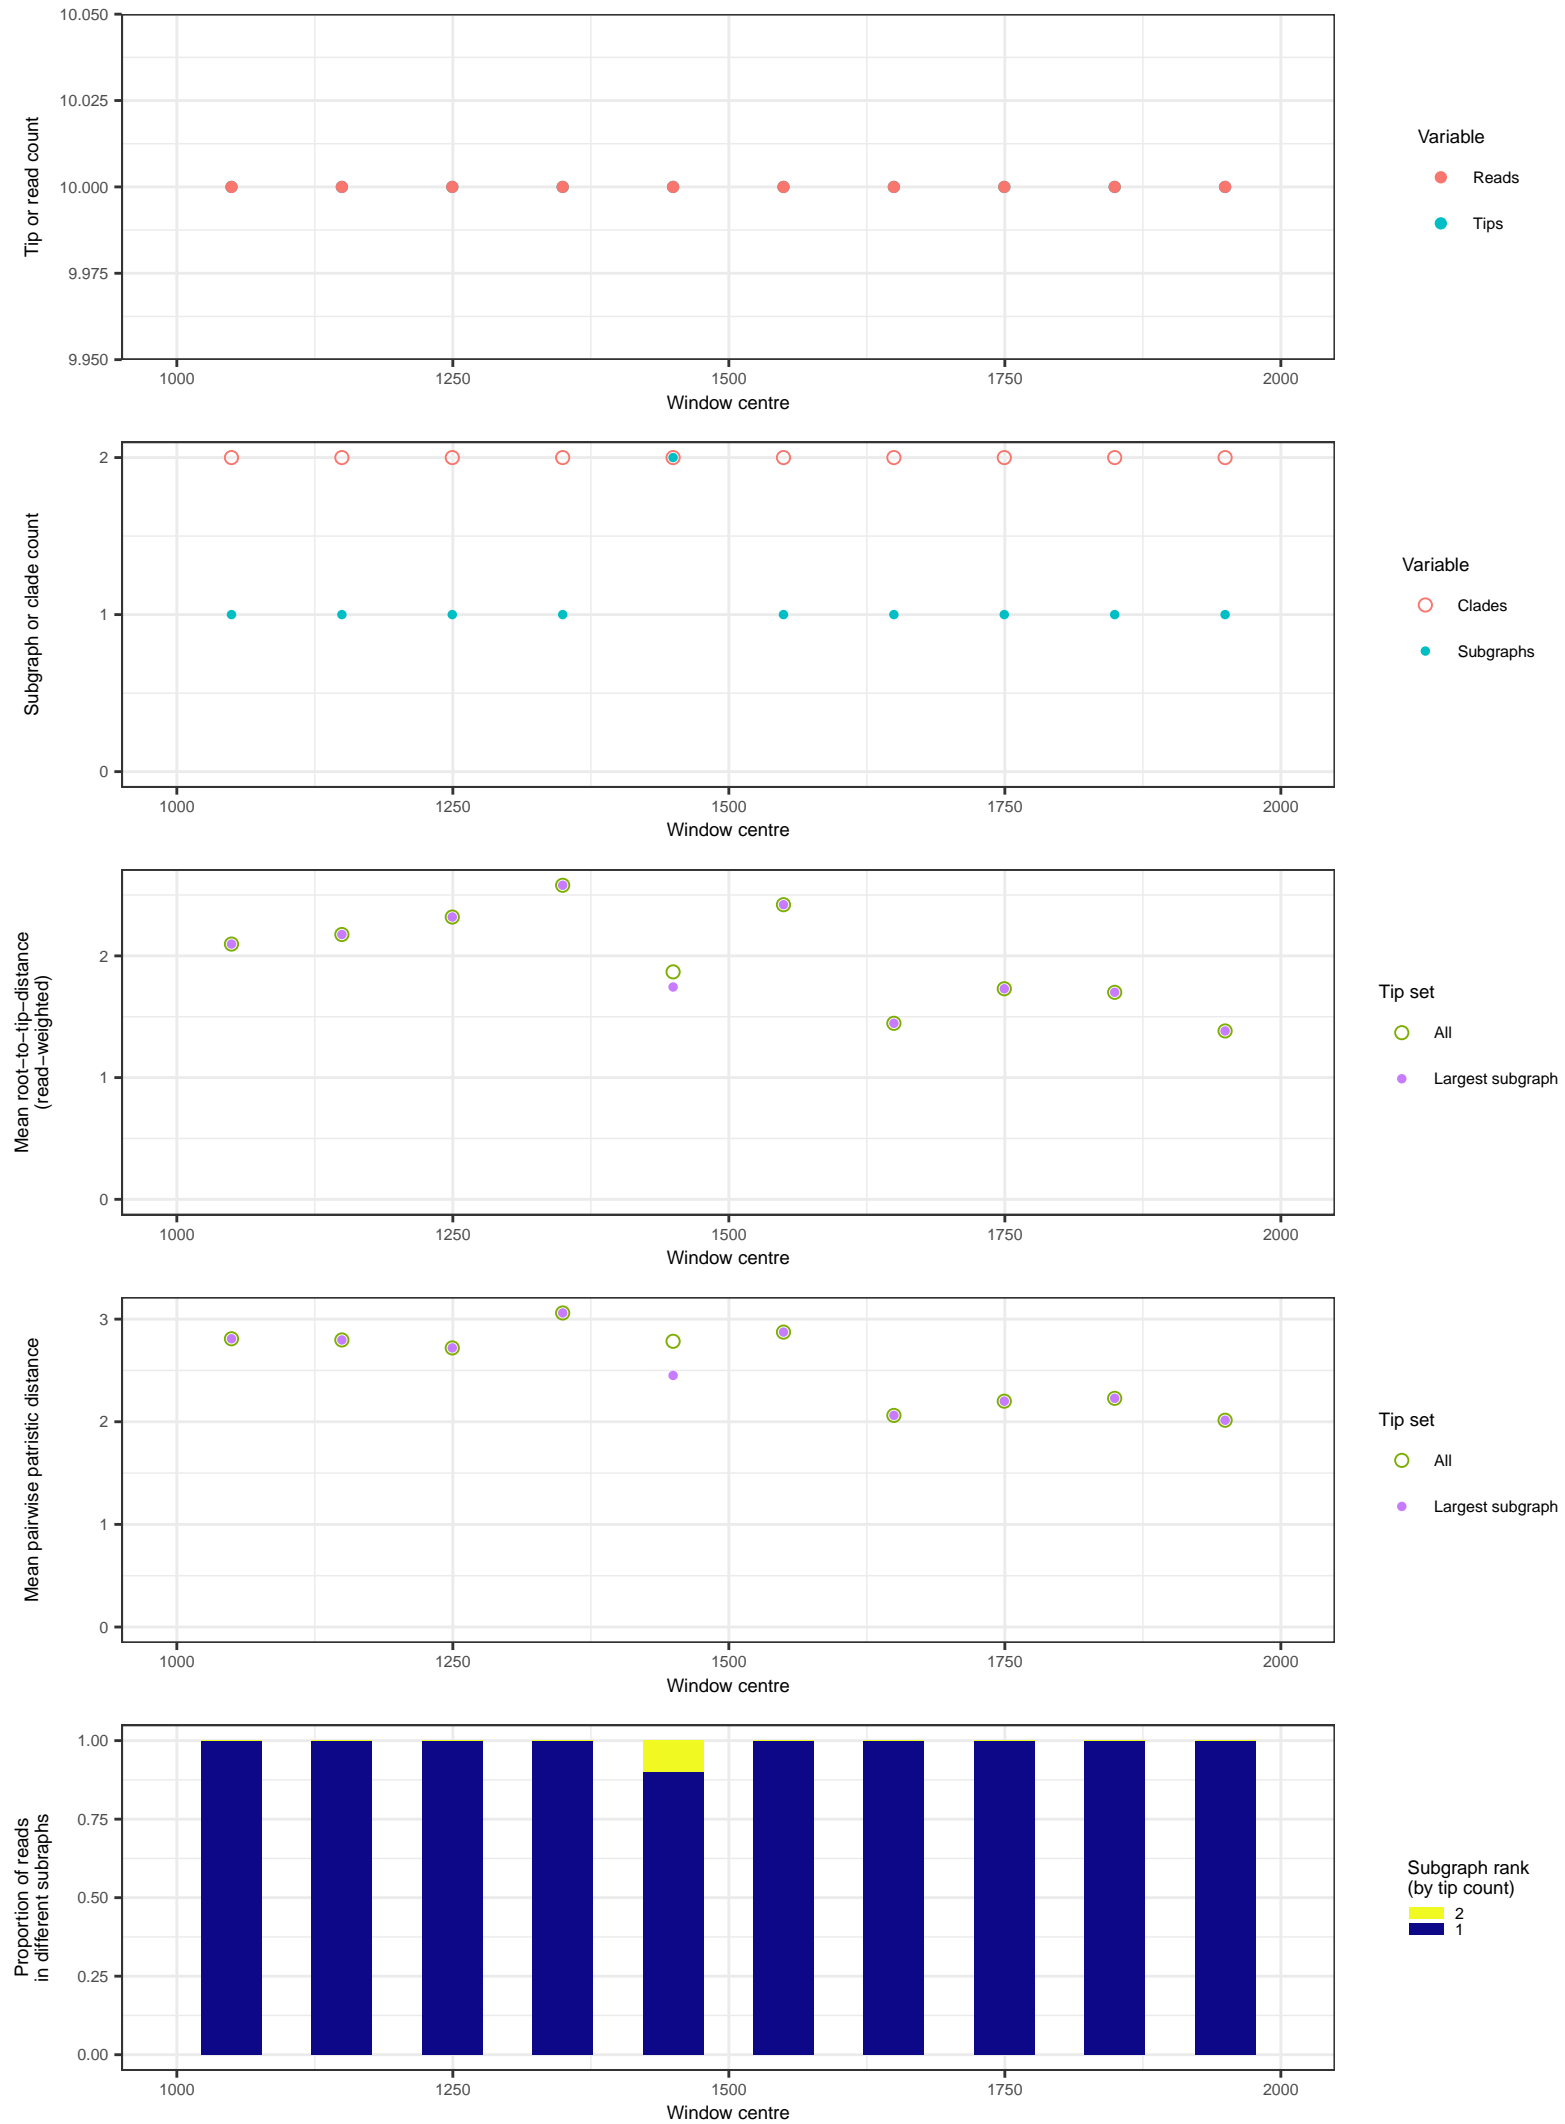 10.050
10.025
10.000
9.975
9.950
Tip or read count
1000 1250 1500 1750 2000
Window centre
Variable
Reads
Tips
2
1
0
Subgraph or clade count
1000 1250 1500 1750 2000
Window centre
Variable
Clades
Subgraphs
2
1
0
Mean root−to−tip−distance
(read−weighted)
1000 1250 1500 1750 2000
Window centre
Tip set
All
Largest subgraph
3
2
1
0
Mean pairwise patristic distance
1000 1250 1500 1750 2000
Window centre
Tip set
All
Largest subgraph
1.00
0.75
0.50
0.25
0.00
Proportion of reads
in different subraphs
1000 1250 1500 1750 2000
Window centre
Subgraph rank
(by tip count)
2
1